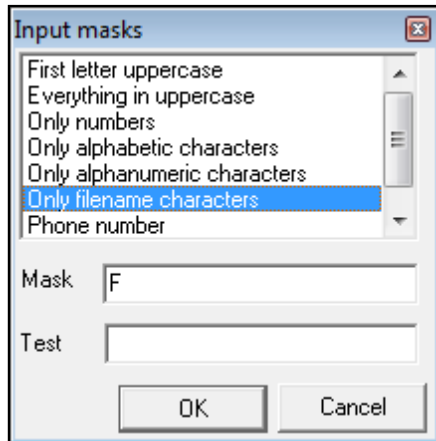 Input masks
First letter uppercase
Everything in uppercase
Only numbers
Only alphabetic characters
Only alphanumeric characters
Only filename characters
Phone number
Mask F
Test
OK Cancel